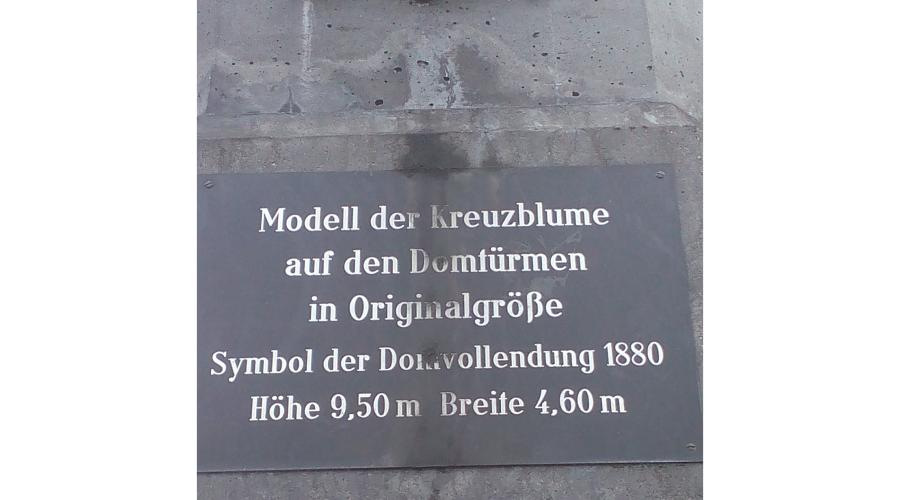 Modell der Kreuzblume
auf den Domtürmen
in Originalgröße
Symbol der Domvollendung 1880
Höhe 9,50 m Breite 4,60 m